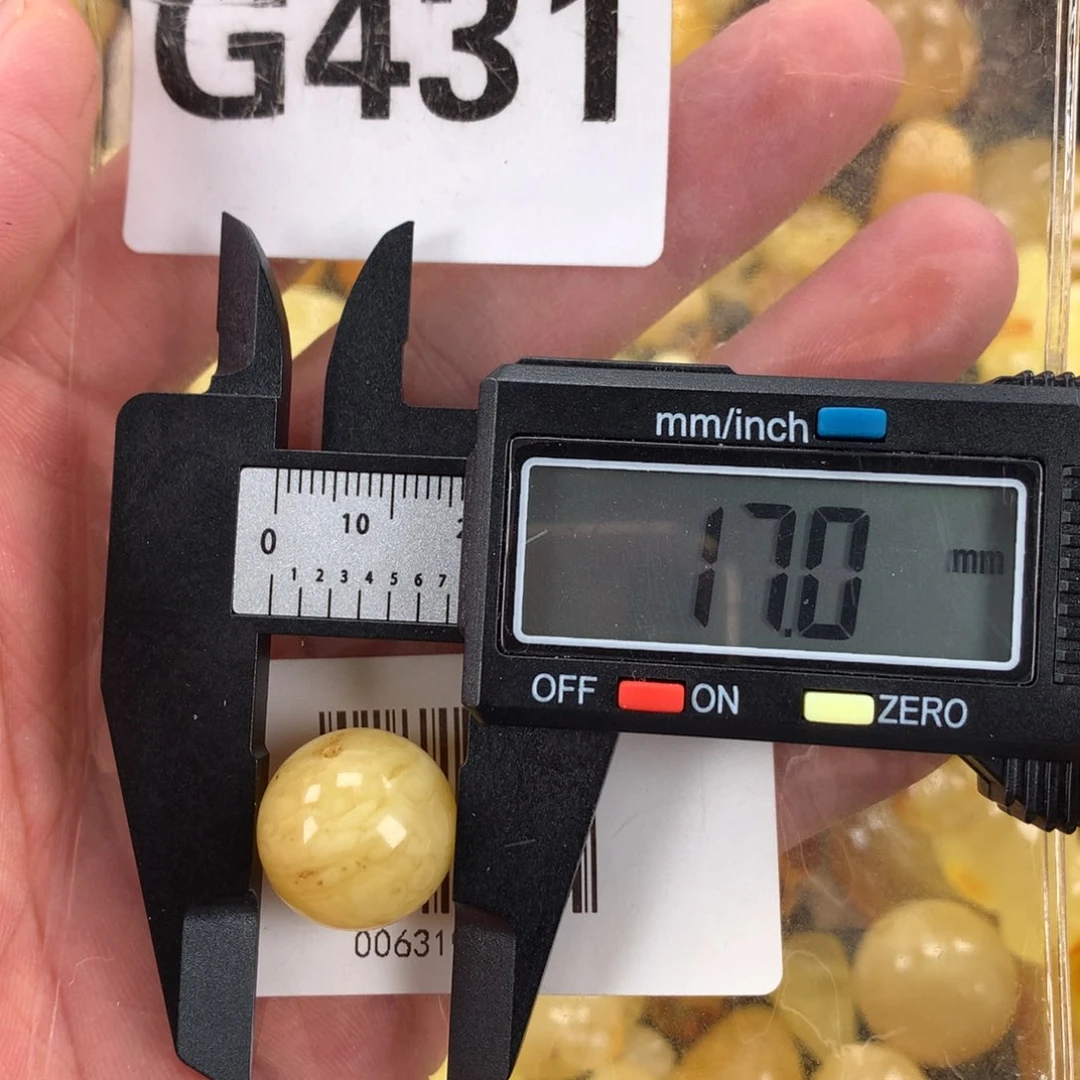 G431
mm/inch
0 10
1 2 3 4 5 6 7
17.0 mm
OFF ON ZERO
00631